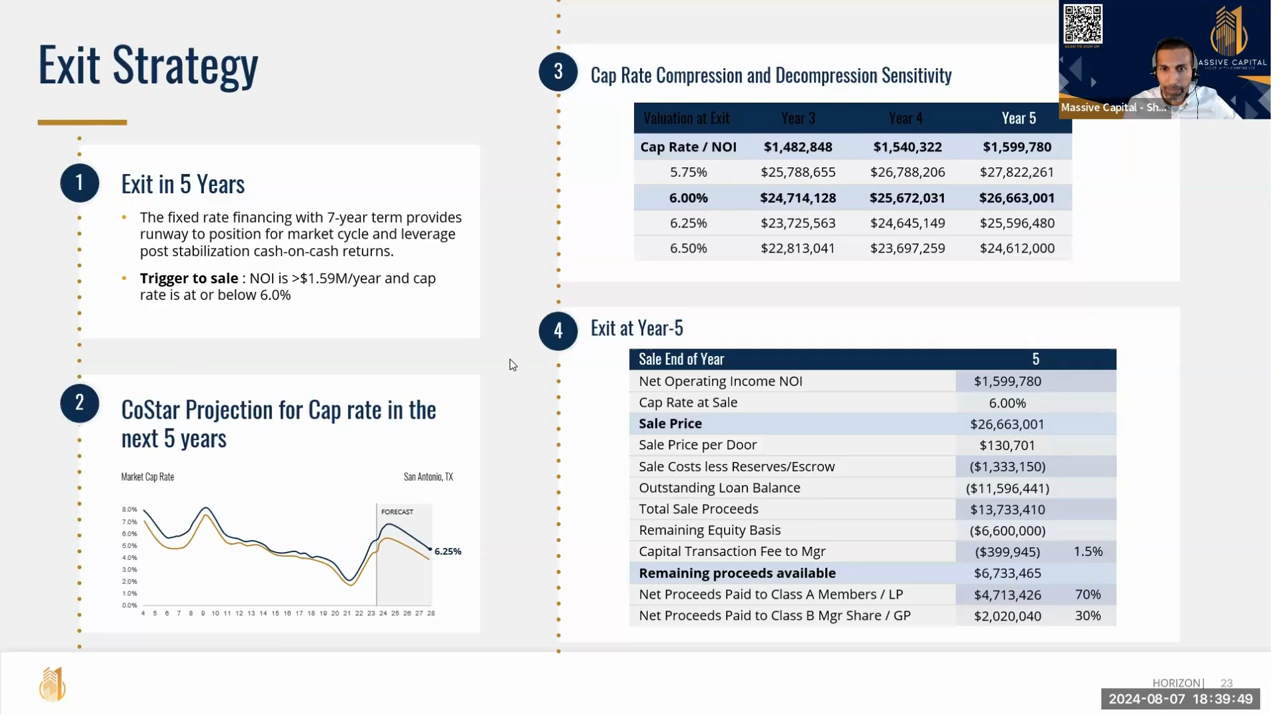 Exit Strategy
1
Exit in 5 Years
• The fixed rate financing with 7-year term provides
runway to position for market cycle and leverage
post stabilization cash-on-cash returns.
• Trigger to sale : NOI is >$1.59M/year and cap
rate is at or below 6.0%
2
CoStar Projection for Cap rate in the
next 5 years
Market Cap Rate San Antonio, TX
FORECAST
8.0%
7.0%
6.0%
5.0%
4.0%
3.0%
2.0%
1.0%
0.0%
6.25%
4 5 6 7 8 9 10 11 12 13 14 15 16 17 18 19 20 21 22 23 24 25 26 27 28
3
Cap Rate Compression and Decompression Sensitivity
Valuation at Exit Year 3 Year 4 Year 5
Cap Rate / NOI $1,482,848 $1,540,322 $1,599,780
5.75% $25,788,655 $26,788,206 $27,822,261
6.00% $24,714,128 $25,672,031 $26,663,001
6.25% $23,725,563 $24,645,149 $25,596,480
6.50% $22,813,041 $23,697,259 $24,612,000
4
Exit at Year-5
Sale End of Year 5
Net Operating Income NOI $1,599,780
Cap Rate at Sale 6.00%
Sale Price $26,663,001
Sale Price per Door $130,701
Sale Costs less Reserves/Escrow ($1,333,150)
Outstanding Loan Balance ($11,596,441)
Total Sale Proceeds $13,733,410
Remaining Equity Basis ($6,600,000)
Capital Transaction Fee to Mgr ($399,945) 1.5%
Remaining proceeds available $6,733,465
Net Proceeds Paid to Class A Members / LP $4,713,426 70%
Net Proceeds Paid to Class B Mgr Share / GP $2,020,040 30%
ASSIVE CAPITAL
Massive Capital - Sh...
HORIZON| 23
2024-08-07 18:39:49